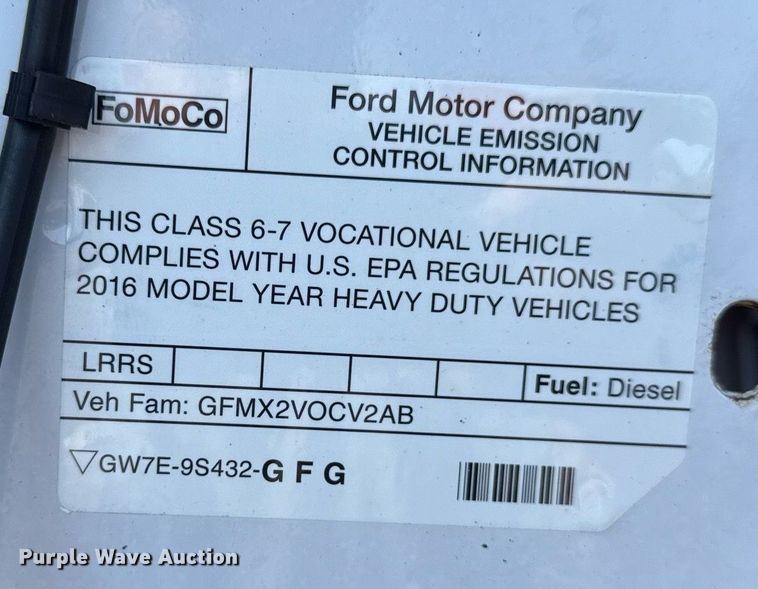 FoMoCo
Ford Motor Company
VEHICLE EMISSION
CONTROL INFORMATION
THIS CLASS 6-7 VOCATIONAL VEHICLE
COMPLIES WITH U.S. EPA REGULATIONS FOR
2016 MODEL YEAR HEAVY DUTY VEHICLES
LRRS
Fuel: Diesel
Veh Fam: GFMX2VOCV2AB
GW7E-9S432-G F G
Purple Wave Auction